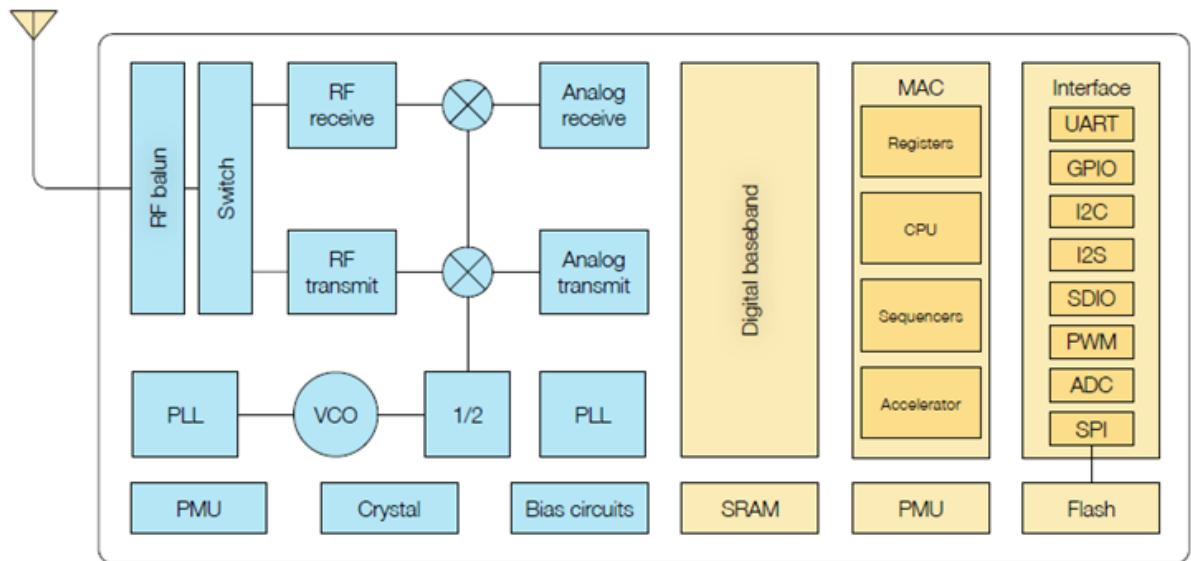 RF balun
Switch
RF
receive
Analog
receive
RF
transmit
Analog
transmit
PLL
VCO
1/2
PLL
PMU
Crystal
Bias circuits
Digital baseband
SRAM
MAC
Registers
CPU
Sequencers
Accelerator
PMU
Interface
UART
GPIO
I2C
I2S
SDIO
PWM
ADC
SPI
Flash